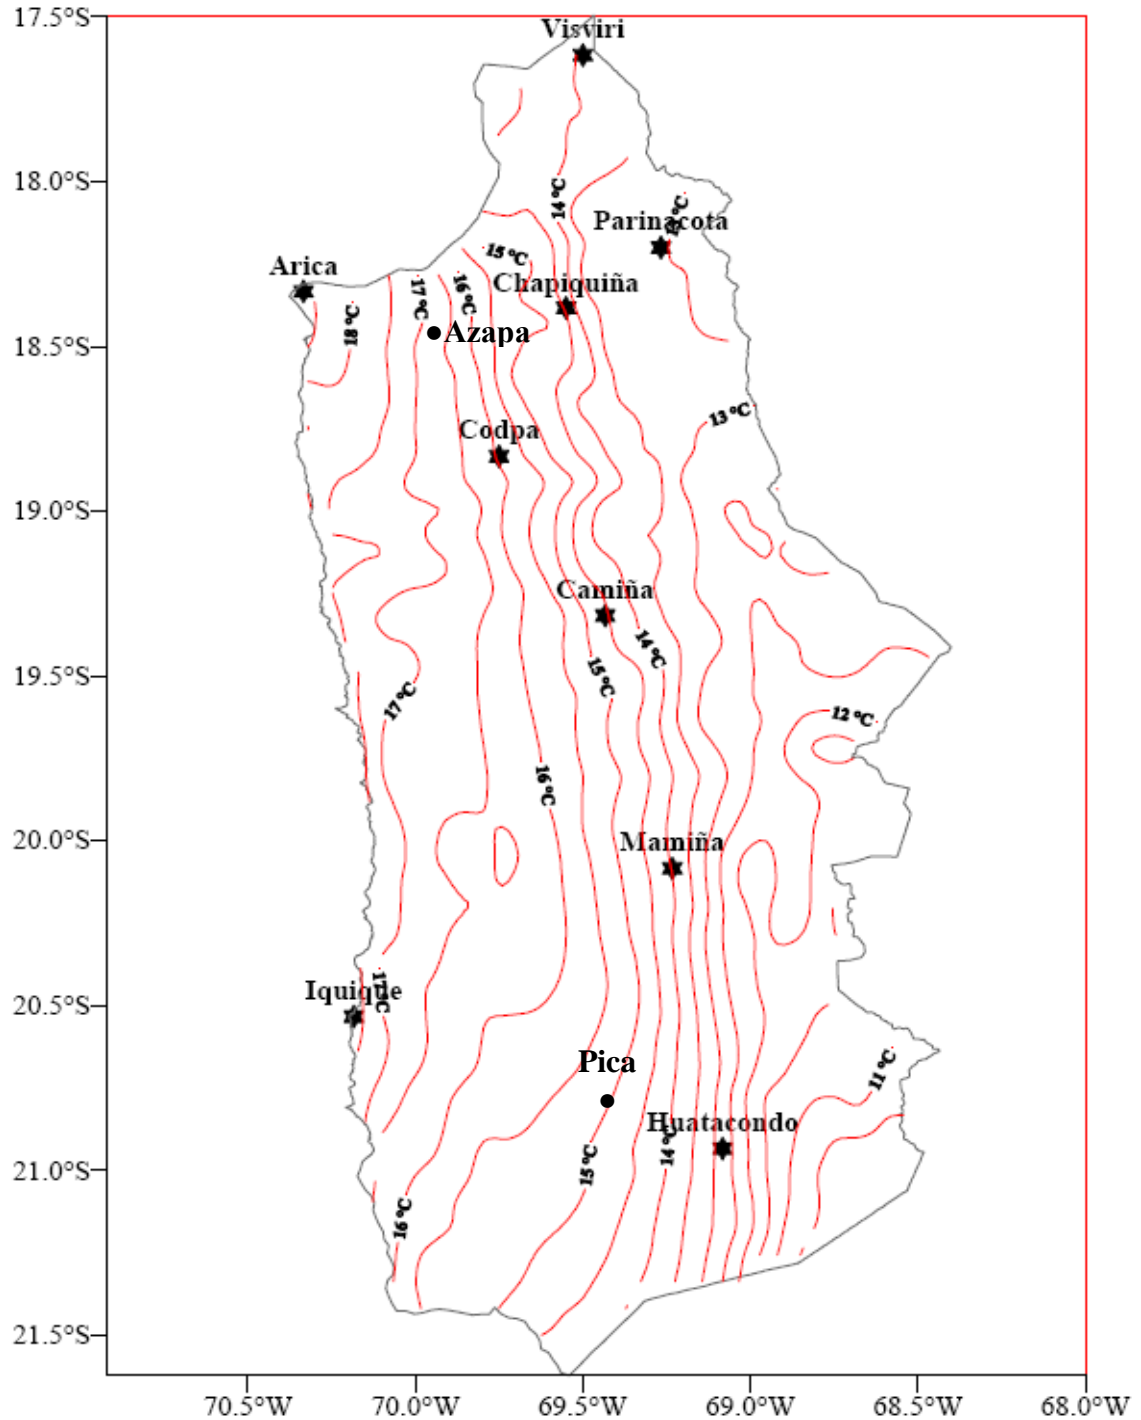 17.5°S
Visviri
18.0°S
14 °C
Parinacota
15 °C
Arica
Chapiquiña
17 °C
16 °C
18 °C
Azapa
18.5°S
13 °C
Codpa
19.0°S
Camiña
14 °C
15 °C
19.5°S
17 °C
12 °C
16 °C
20.0°S
Mamiña
17 °C
Iquique
20.5°S
Pica
11 °C
Huatacondo
14 °C
15 °C
21.0°S
16 °C
21.5°S
70.5°W 70.0°W 69.5°W 69.0°W 68.5°W 68.0°W